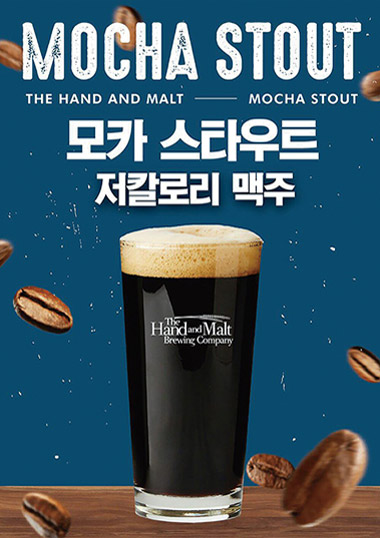 MOCHA STOUT
THE HAND AND MALT — MOCHA STOUT
모카 스타우트
저칼로리 맥주
The
Hand and Malt
Brewing Company